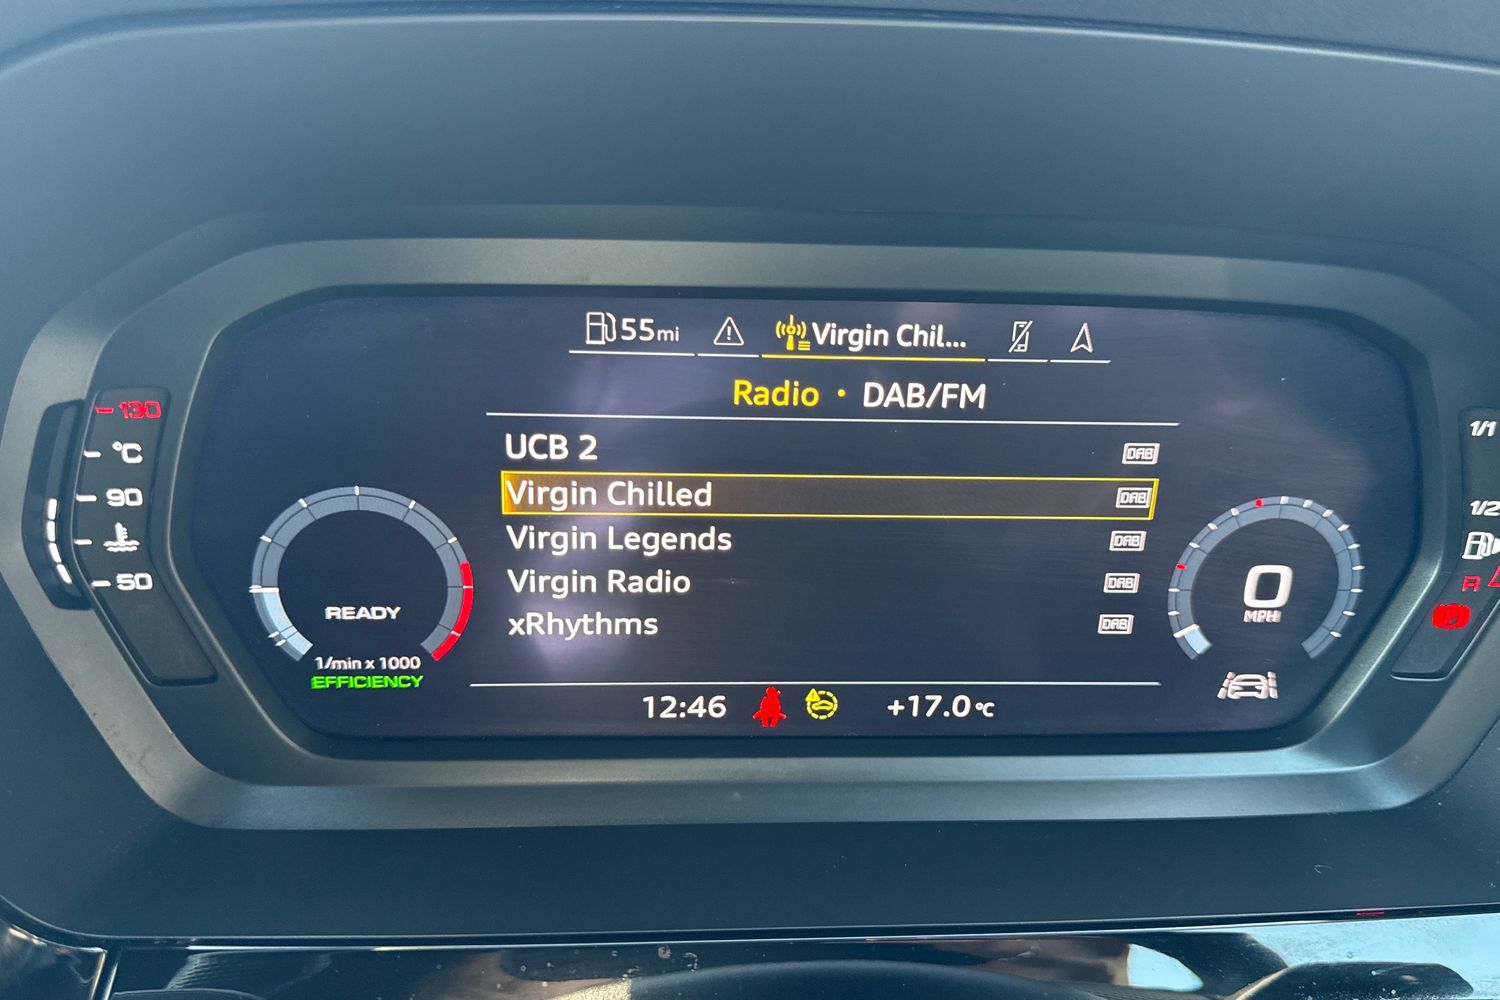 55mi Virgin Chil...
Radio • DAB/FM
UCB 2 DAB
Virgin Chilled DAB
Virgin Legends DAB
Virgin Radio DAB
xRhythms DAB
12:46 +17.0°C
130
°C
90
50
READY
1/min x 1000
EFFICIENCY
0
MPH
1/1
1/2
R